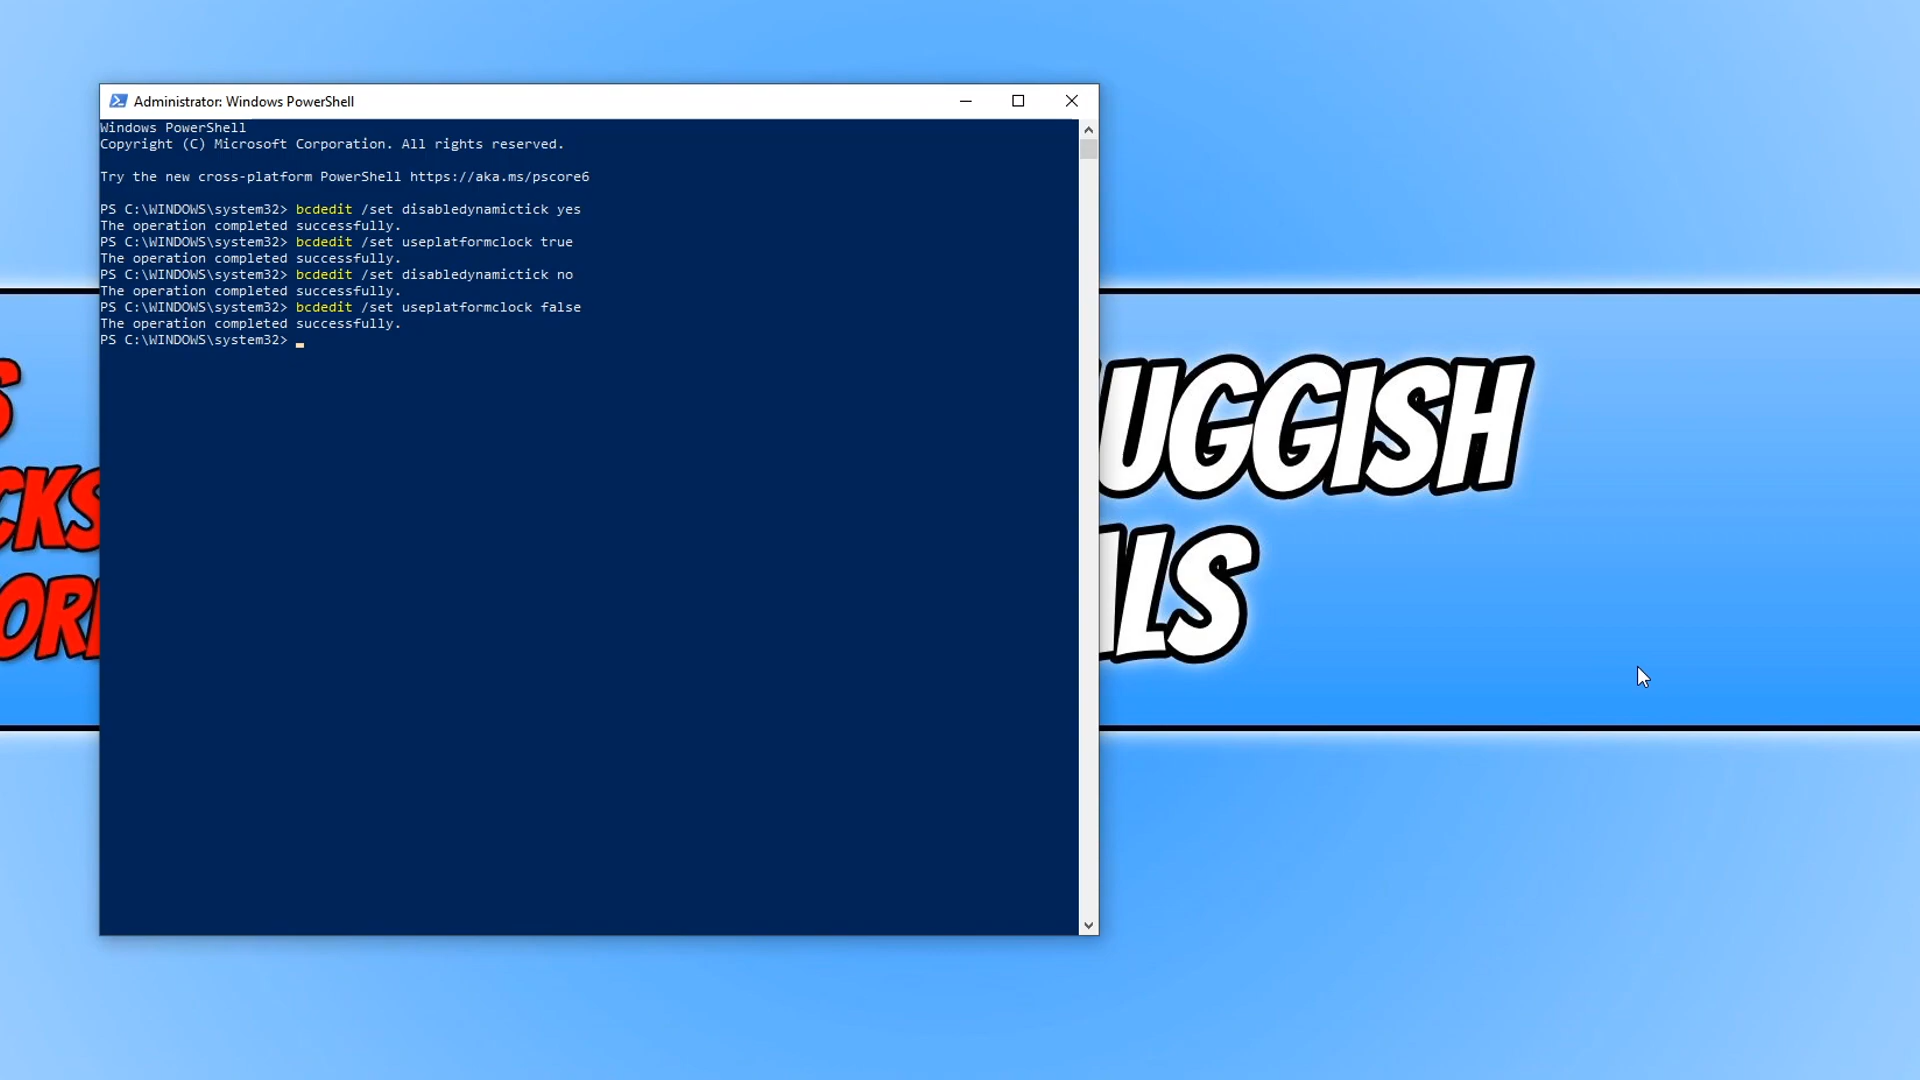 Administrator: Windows PowerShell
Windows PowerShell
Copyright (C) Microsoft Corporation. All rights reserved.
Try the new cross-platform PowerShell https://aka.ms/pscore6
PS C:\WINDOWS\system32> bcdedit /set disabledynamictick yes
The operation completed successfully.
PS C:\WINDOWS\system32> bcdedit /set useplatformclock true
The operation completed successfully.
PS C:\WINDOWS\system32> bcdedit /set disabledynamictick no
The operation completed successfully.
PS C:\WINDOWS\system32> bcdedit /set useplatformclock false
The operation completed successfully.
PS C:\WINDOWS\system32>